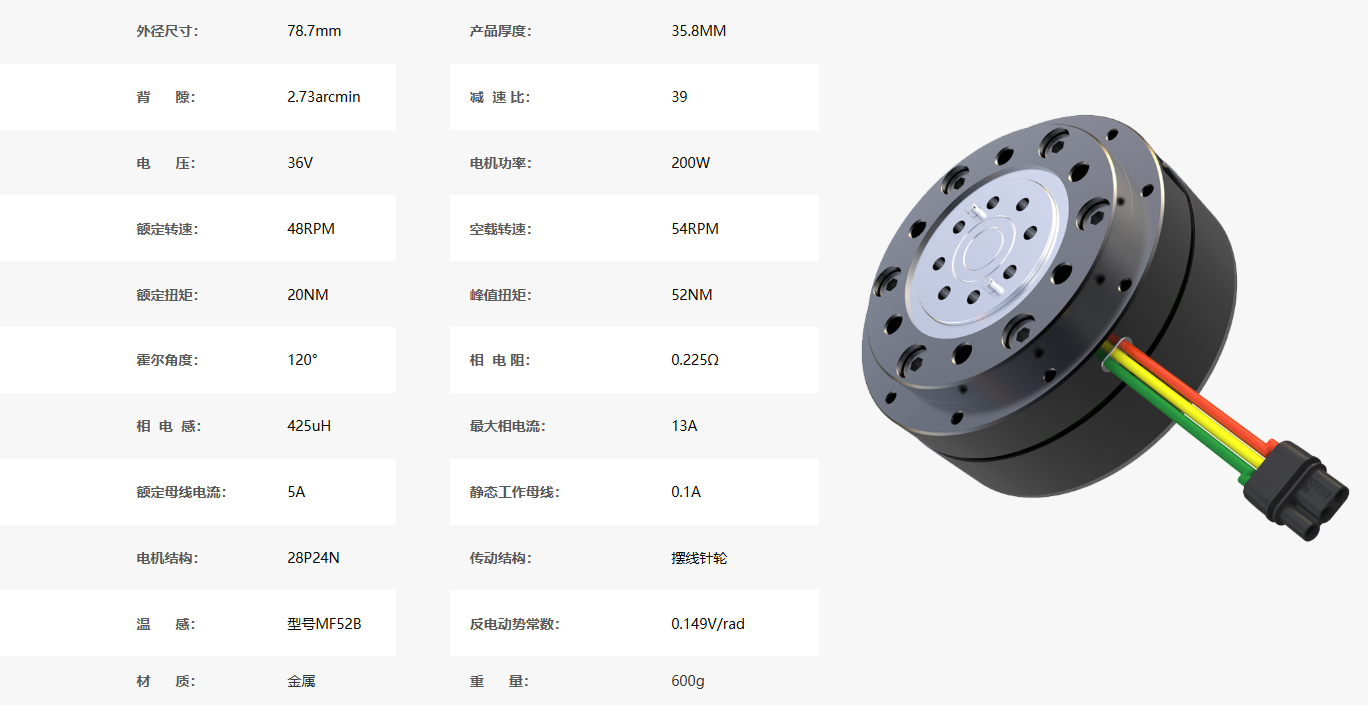 外径尺寸： 78.7mm 产品厚度： 35.8MM
背 隙： 2.73arcmin 减 速 比： 39
电 压： 36V 电机功率： 200W
额定转速： 48RPM 空载转速： 54RPM
额定扭矩： 20NM 峰值扭矩： 52NM
霍尔角度： 120° 相 电 阻： 0.225Ω
相 电 感： 425uH 最大相电流： 13A
额定母线电流： 5A 静态工作母线： 0.1A
电机结构： 28P24N 传动结构： 摆线针轮
温 感： 型号MF52B 反电动势常数： 0.149V/rad
材 质： 金属 重 量： 600g